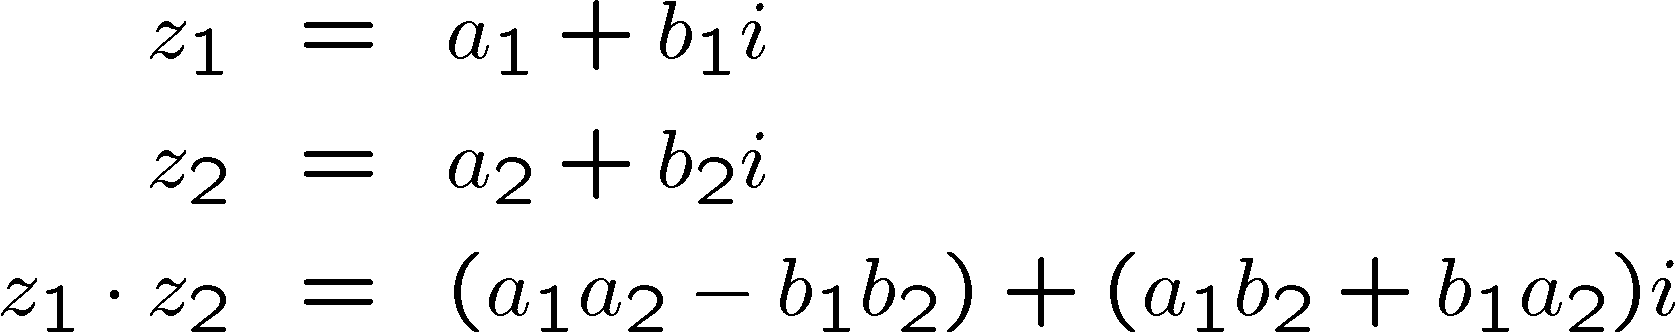 z₁ = a₁ + b₁i
z₂ = a₂ + b₂i
z₁ · z₂ = (a₁a₂ − b₁b₂) + (a₁b₂ + b₁a₂)i